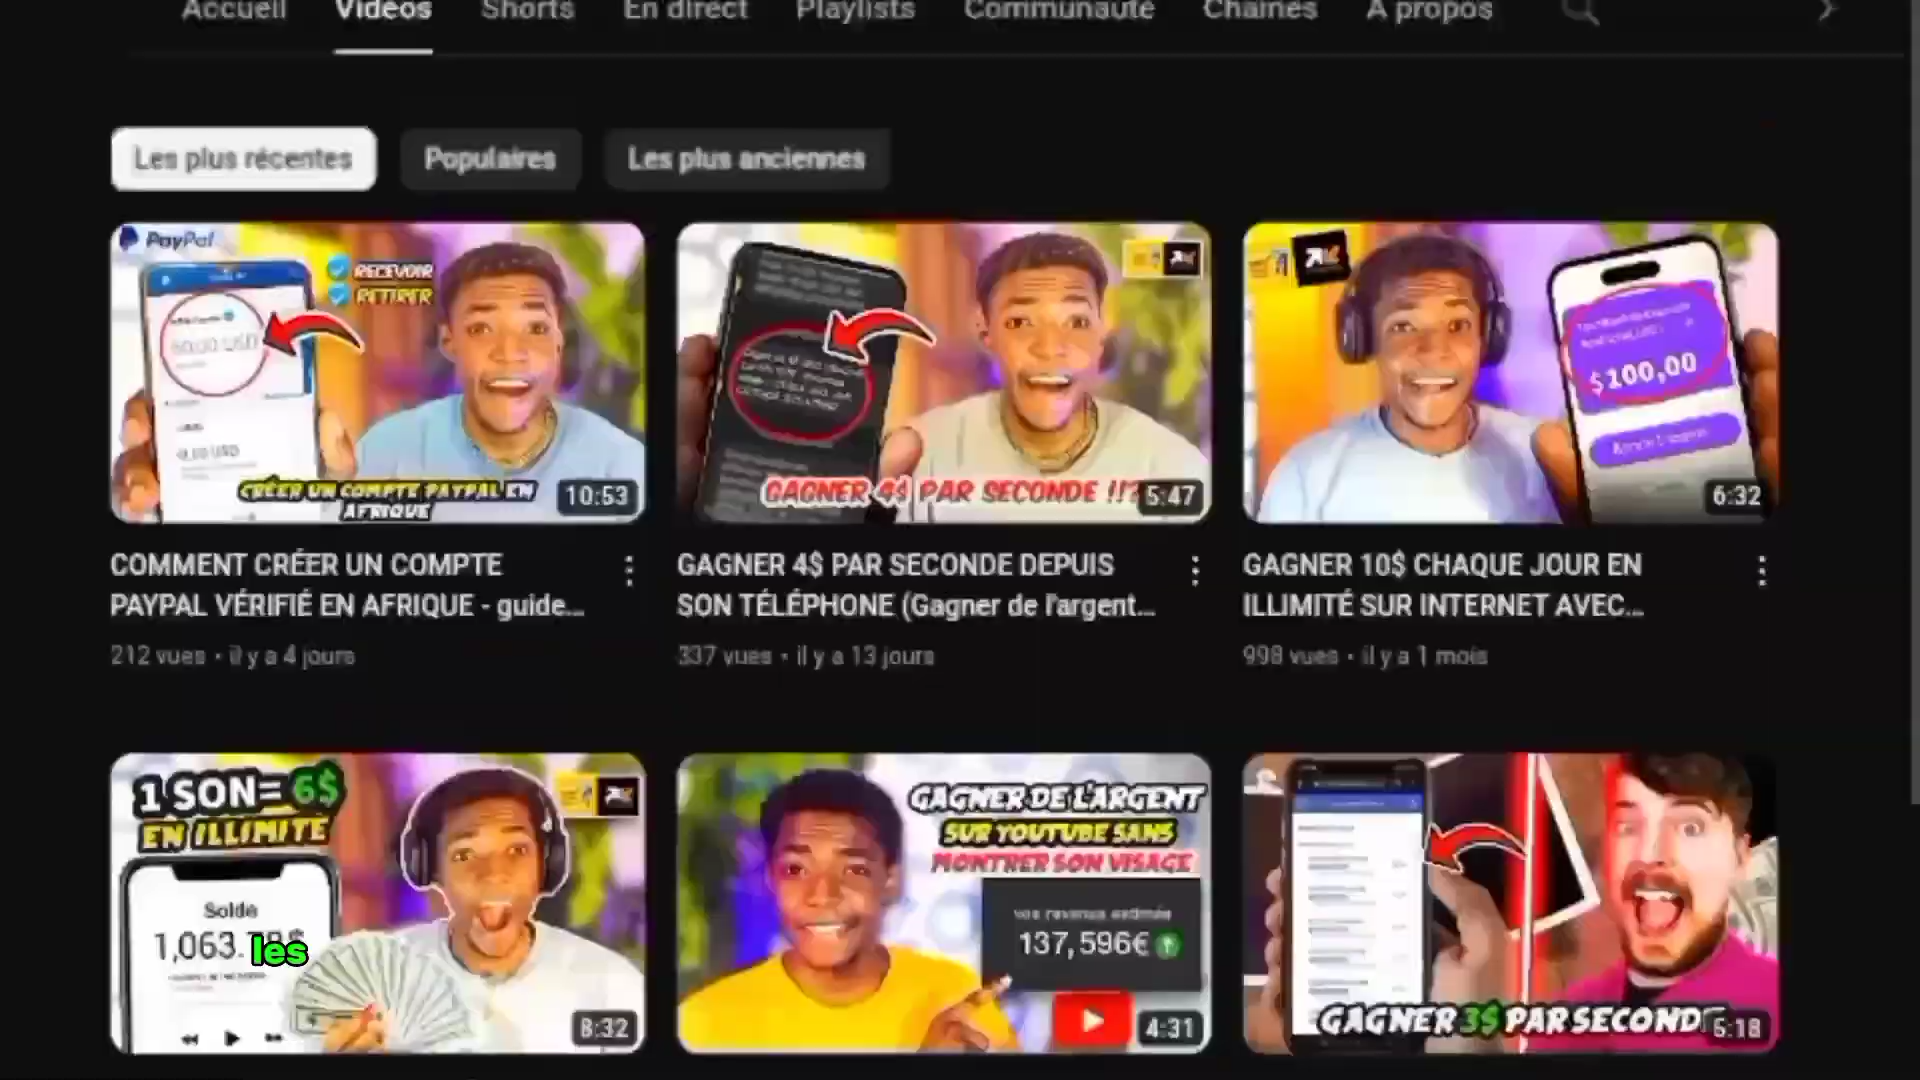 Accueil Vidéos Shorts En direct Playlists Communauté Chaînes À propos
Les plus récentes Populaires Les plus anciennes
PayPal
RECEVOIR
RETIRER
CRÉER UN COMPTE PAYPAL EN
AFRIQUE
10:53
GAGNER 4$ PAR SECONDE !!?
5:47
$100,00
6:32
COMMENT CRÉER UN COMPTE
PAYPAL VÉRIFIÉ EN AFRIQUE - guide...
212 vues • il y a 4 jours
GAGNER 4$ PAR SECONDE DEPUIS
SON TÉLÉPHONE (Gagner de l'argent...
337 vues • il y a 13 jours
GAGNER 10$ CHAQUE JOUR EN
ILLIMITÉ SUR INTERNET AVEC...
998 vues • il y a 1 mois
1 SON= 6$
EN ILLIMITÉ
Solde
1,063.
les
8:32
GAGNER DE L'ARGENT
SUR YOUTUBE SANS
MONTRER SON VISAGE
vos revenus estimés
137,596€
4:31
GAGNER 3$ PAR SECOND
5:18